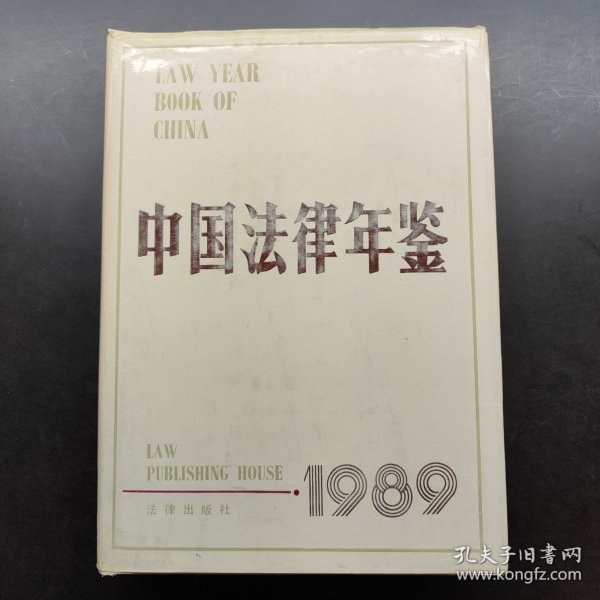 LAW YEAR
BOOK OF
CHINA
中国法律年鉴
LAW
PUBLISHING HOUSE
1989
法律出版社
孔夫子旧书网
www.kongfz.com